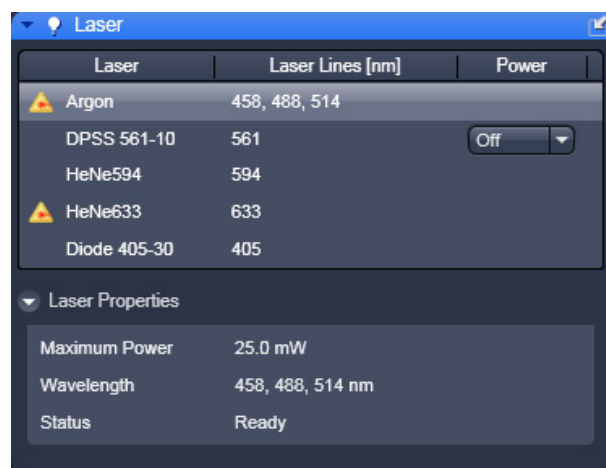 Laser
Laser Laser Lines [nm] Power
Argon 458, 488, 514
DPSS 561-10 561 Off
HeNe594 594
HeNe633 633
Diode 405-30 405
Laser Properties
Maximum Power 25.0 mW
Wavelength 458, 488, 514 nm
Status Ready